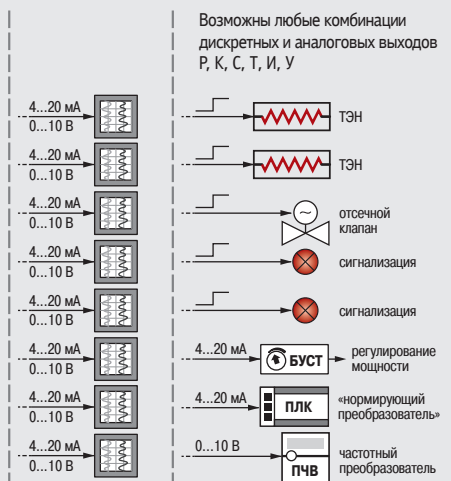 Возможны любые комбинации
дискретных и аналоговых выходов
Р, К, С, Т, И, У
4...20 мА
0...10 В
ТЭН
4...20 мА
0...10 В
ТЭН
4...20 мА
0...10 В
отсечной
клапан
4...20 мА
0...10 В
сигнализация
4...20 мА
0...10 В
сигнализация
4...20 мА
0...10 В
4...20 мА
БУСТ
регулирование
мощности
4...20 мА
0...10 В
4...20 мА
ПЛК
«нормирующий
преобразователь»
4...20 мА
0...10 В
0...10 В
ПЧВ
частотный
преобразователь